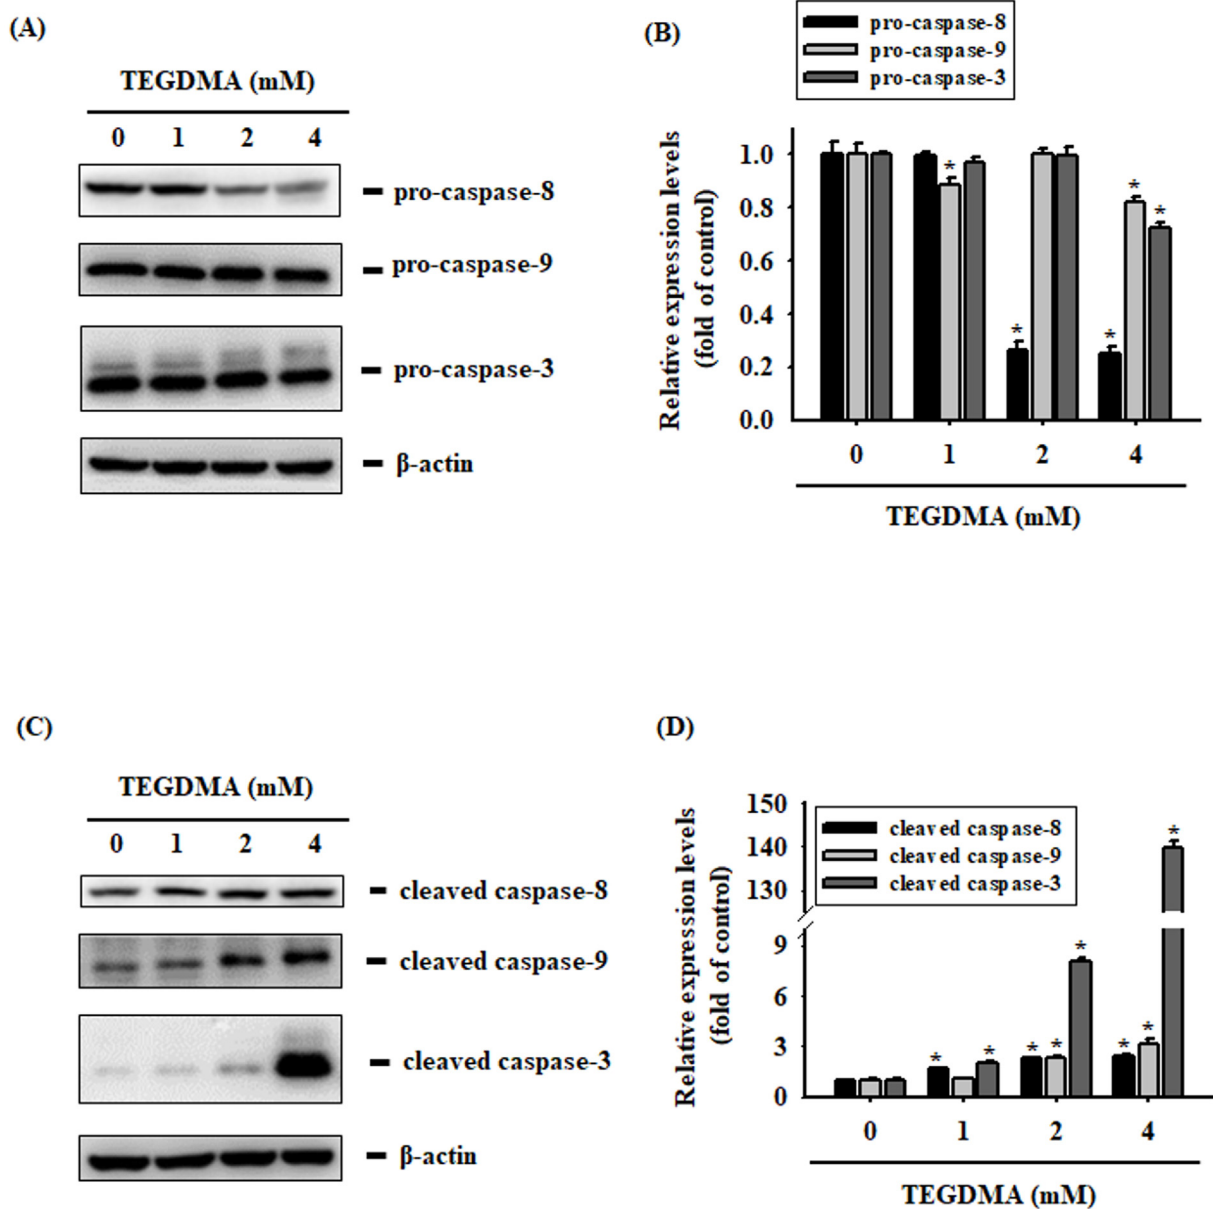 (A)
TEGDMA (mM)
0 1 2 4
pro-caspase-8
pro-caspase-9
pro-caspase-3
β-actin
(B)
pro-caspase-8
pro-caspase-9
pro-caspase-3
Relative expression levels
(fold of control)
1.0
0.8
0.6
0.4
0.2
0.0
* * * * *
0 1 2 4
TEGDMA (mM)
(C)
TEGDMA (mM)
0 1 2 4
cleaved caspase-8
cleaved caspase-9
cleaved caspase-3
β-actin
(D)
cleaved caspase-8
cleaved caspase-9
cleaved caspase-3
Relative expression levels
(fold of control)
150
140
130
9
6
3
0
* * * * * * * *
0 1 2 4
TEGDMA (mM)